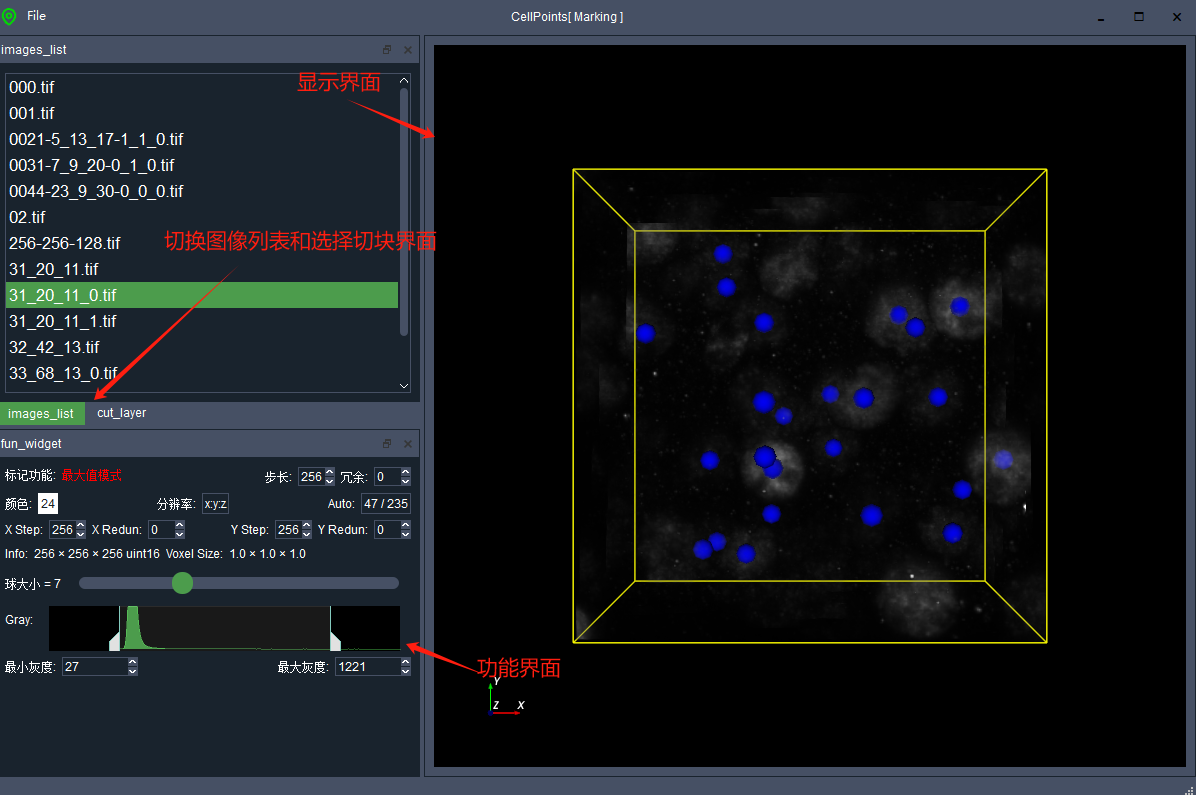 File
CellPoints[ Marking ]
images_list
000.tif
001.tif
0021-5_13_17-1_1_0.tif
0031-7_9_20-0_1_0.tif
0044-23_9_30-0_0_0.tif
02.tif
256-256-128.tif
31_20_11.tif
31_20_11_0.tif
31_20_11_1.tif
32_42_13.tif
33_68_13_0.tif
显示界面
切换图像列表和选择切块界面
images_list cut_layer
fun_widget
标记功能: 最大值模式 步长: 256 冗余: 0
颜色: 24 分辨率: x:y:z Auto: 47 / 235
X Step: 256 X Redun: 0 Y Step: 256 Y Redun: 0
Info: 256 × 256 × 256 uint16 Voxel Size: 1.0 × 1.0 × 1.0
球大小 = 7
Gray:
最小灰度: 27 最大灰度: 1221
功能界面
Y
Z X